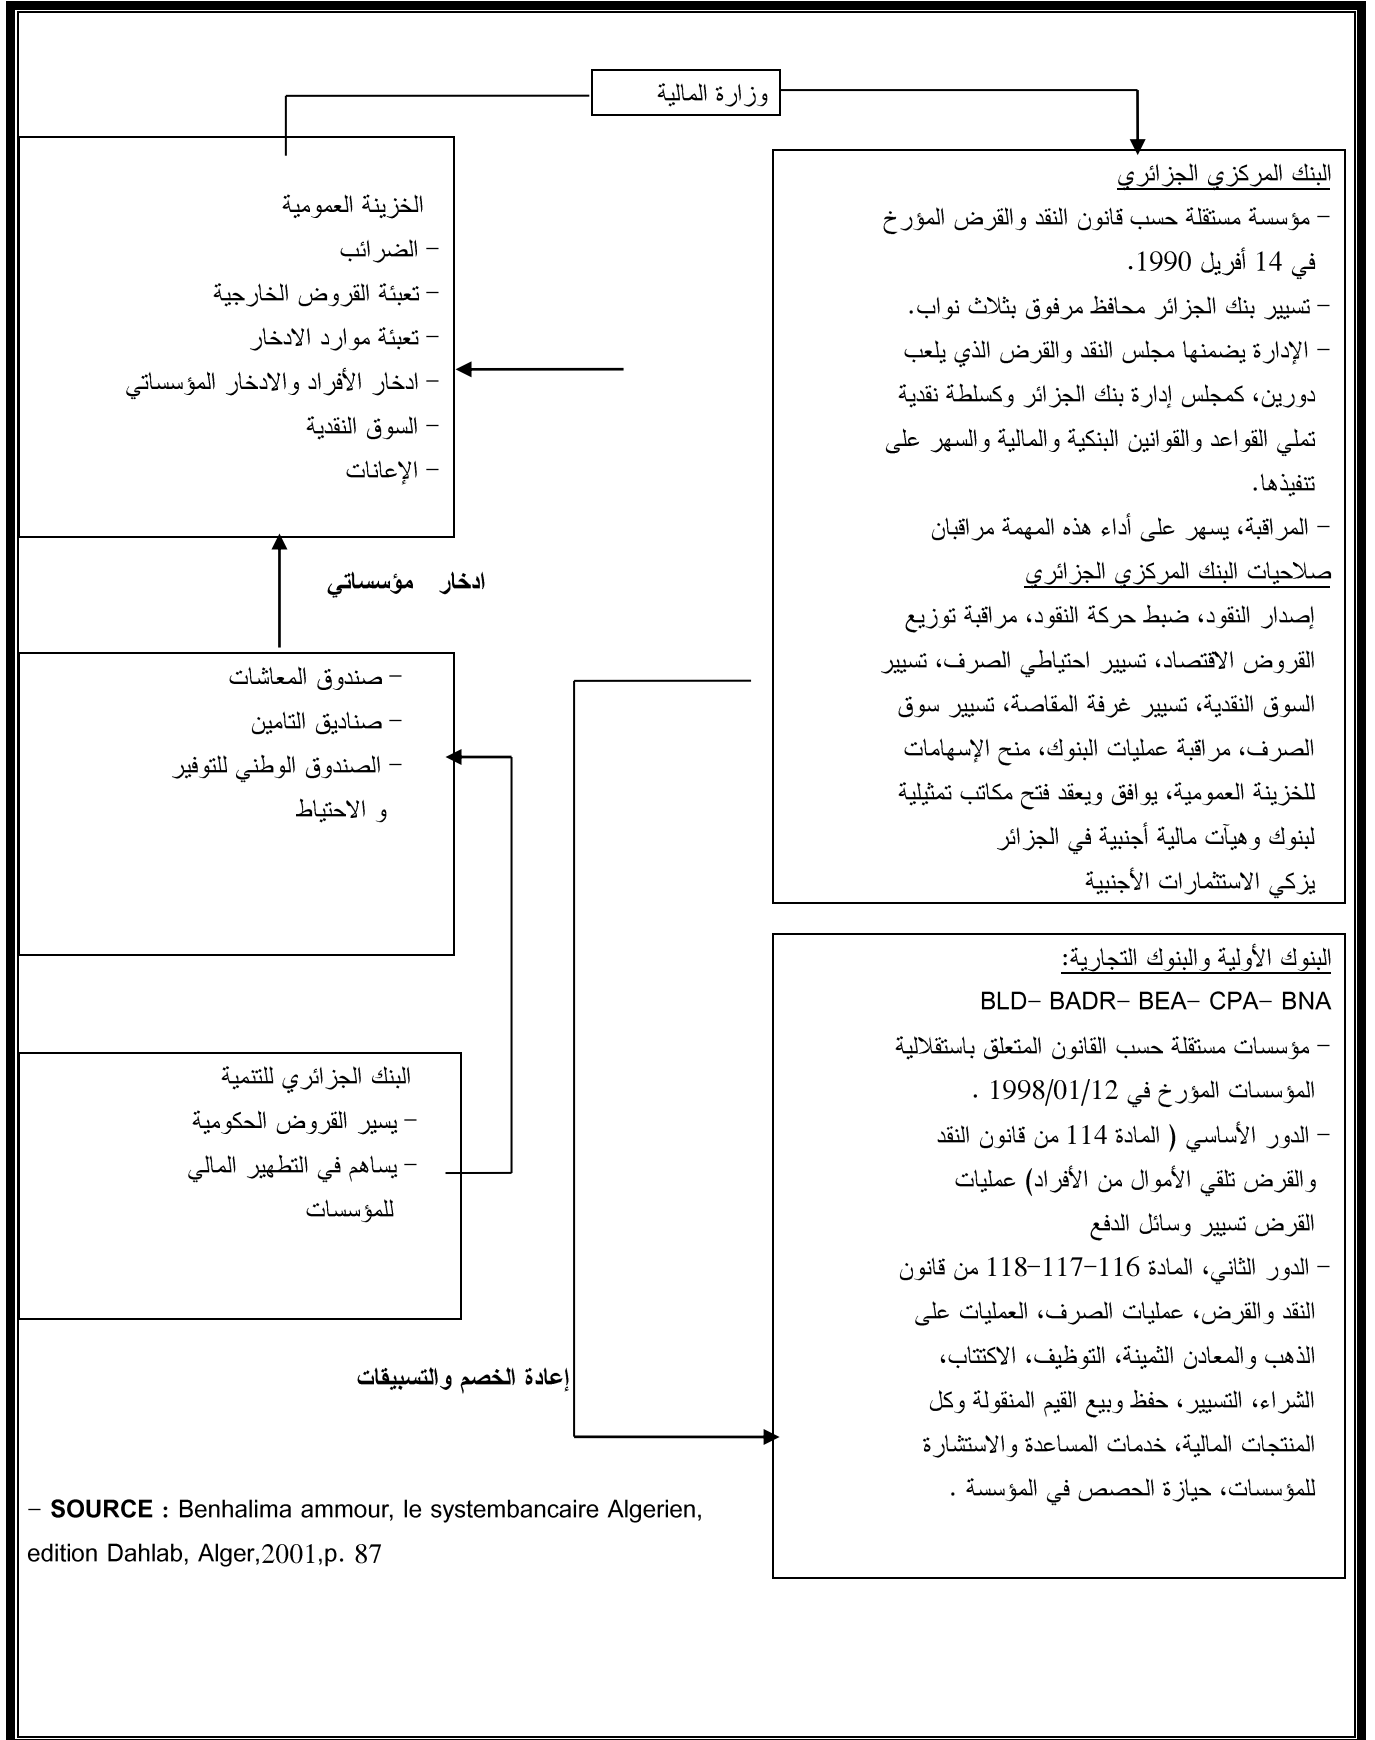 وزارة المالية
البنك المركزي الجزائري
- مؤسسة مستقلة حسب قانون النقد والقرض المؤرخ
في 14 أفريل 1990.
- تسيير بنك الجزائر محافظ مرفوق بثلاث نواب.
- الإدارة يضمنها مجلس النقد والقرض الذي يلعب
دورين، كمجلس إدارة بنك الجزائر وكسلطة نقدية
تملي القواعد والقوانين البنكية والمالية والسهر على
تنفيذها.
- المراقبة، يسهر على أداء هذه المهمة مراقبان
صلاحيات البنك المركزي الجزائري
إصدار النقود، ضبط حركة النقود، مراقبة توزيع
القروض الاقتصاد، تسيير احتياطي الصرف، تسيير
السوق النقدية، تسيير غرفة المقاصة، تسيير سوق
الصرف، مراقبة عمليات البنوك، منح الإسهامات
للخزينة العمومية، يوافق ويعقد فتح مكاتب تمثيلية
لبنوك وهيآت مالية أجنبية في الجزائر
يزكي الاستثمارات الأجنبية
الخزينة العمومية
- الضرائب
- تعبئة القروض الخارجية
- تعبئة موارد الادخار
- ادخار الأفراد والادخار المؤسساتي
- السوق النقدية
- الإعانات
ادخار مؤسساتي
- صندوق المعاشات
- صناديق التامين
- الصندوق الوطني للتوفير
و الاحتياط
البنك الجزائري للتنمية
- يسير القروض الحكومية
- يساهم في التطهير المالي
للمؤسسات
إعادة الخصم والتسبيقات
البنوك الأولية والبنوك التجارية:
BLD- BADR- BEA- CPA- BNA
- مؤسسات مستقلة حسب القانون المتعلق باستقلالية
المؤسسات المؤرخ في 1998/01/12 .
- الدور الأساسي ( المادة 114 من قانون النقد
والقرض تلقي الأموال من الأفراد) عمليات
القرض تسيير وسائل الدفع
- الدور الثاني، المادة 116-117-118 من قانون
النقد والقرض، عمليات الصرف، العمليات على
الذهب والمعادن الثمينة، التوظيف، الاكتتاب،
الشراء، التسيير، حفظ وبيع القيم المنقولة وكل
المنتجات المالية، خدمات المساعدة والاستشارة
للمؤسسات، حيازة الحصص في المؤسسة .
- SOURCE : Benhalima ammour, le systembancaire Algerien,
edition Dahlab, Alger,2001,p. 87